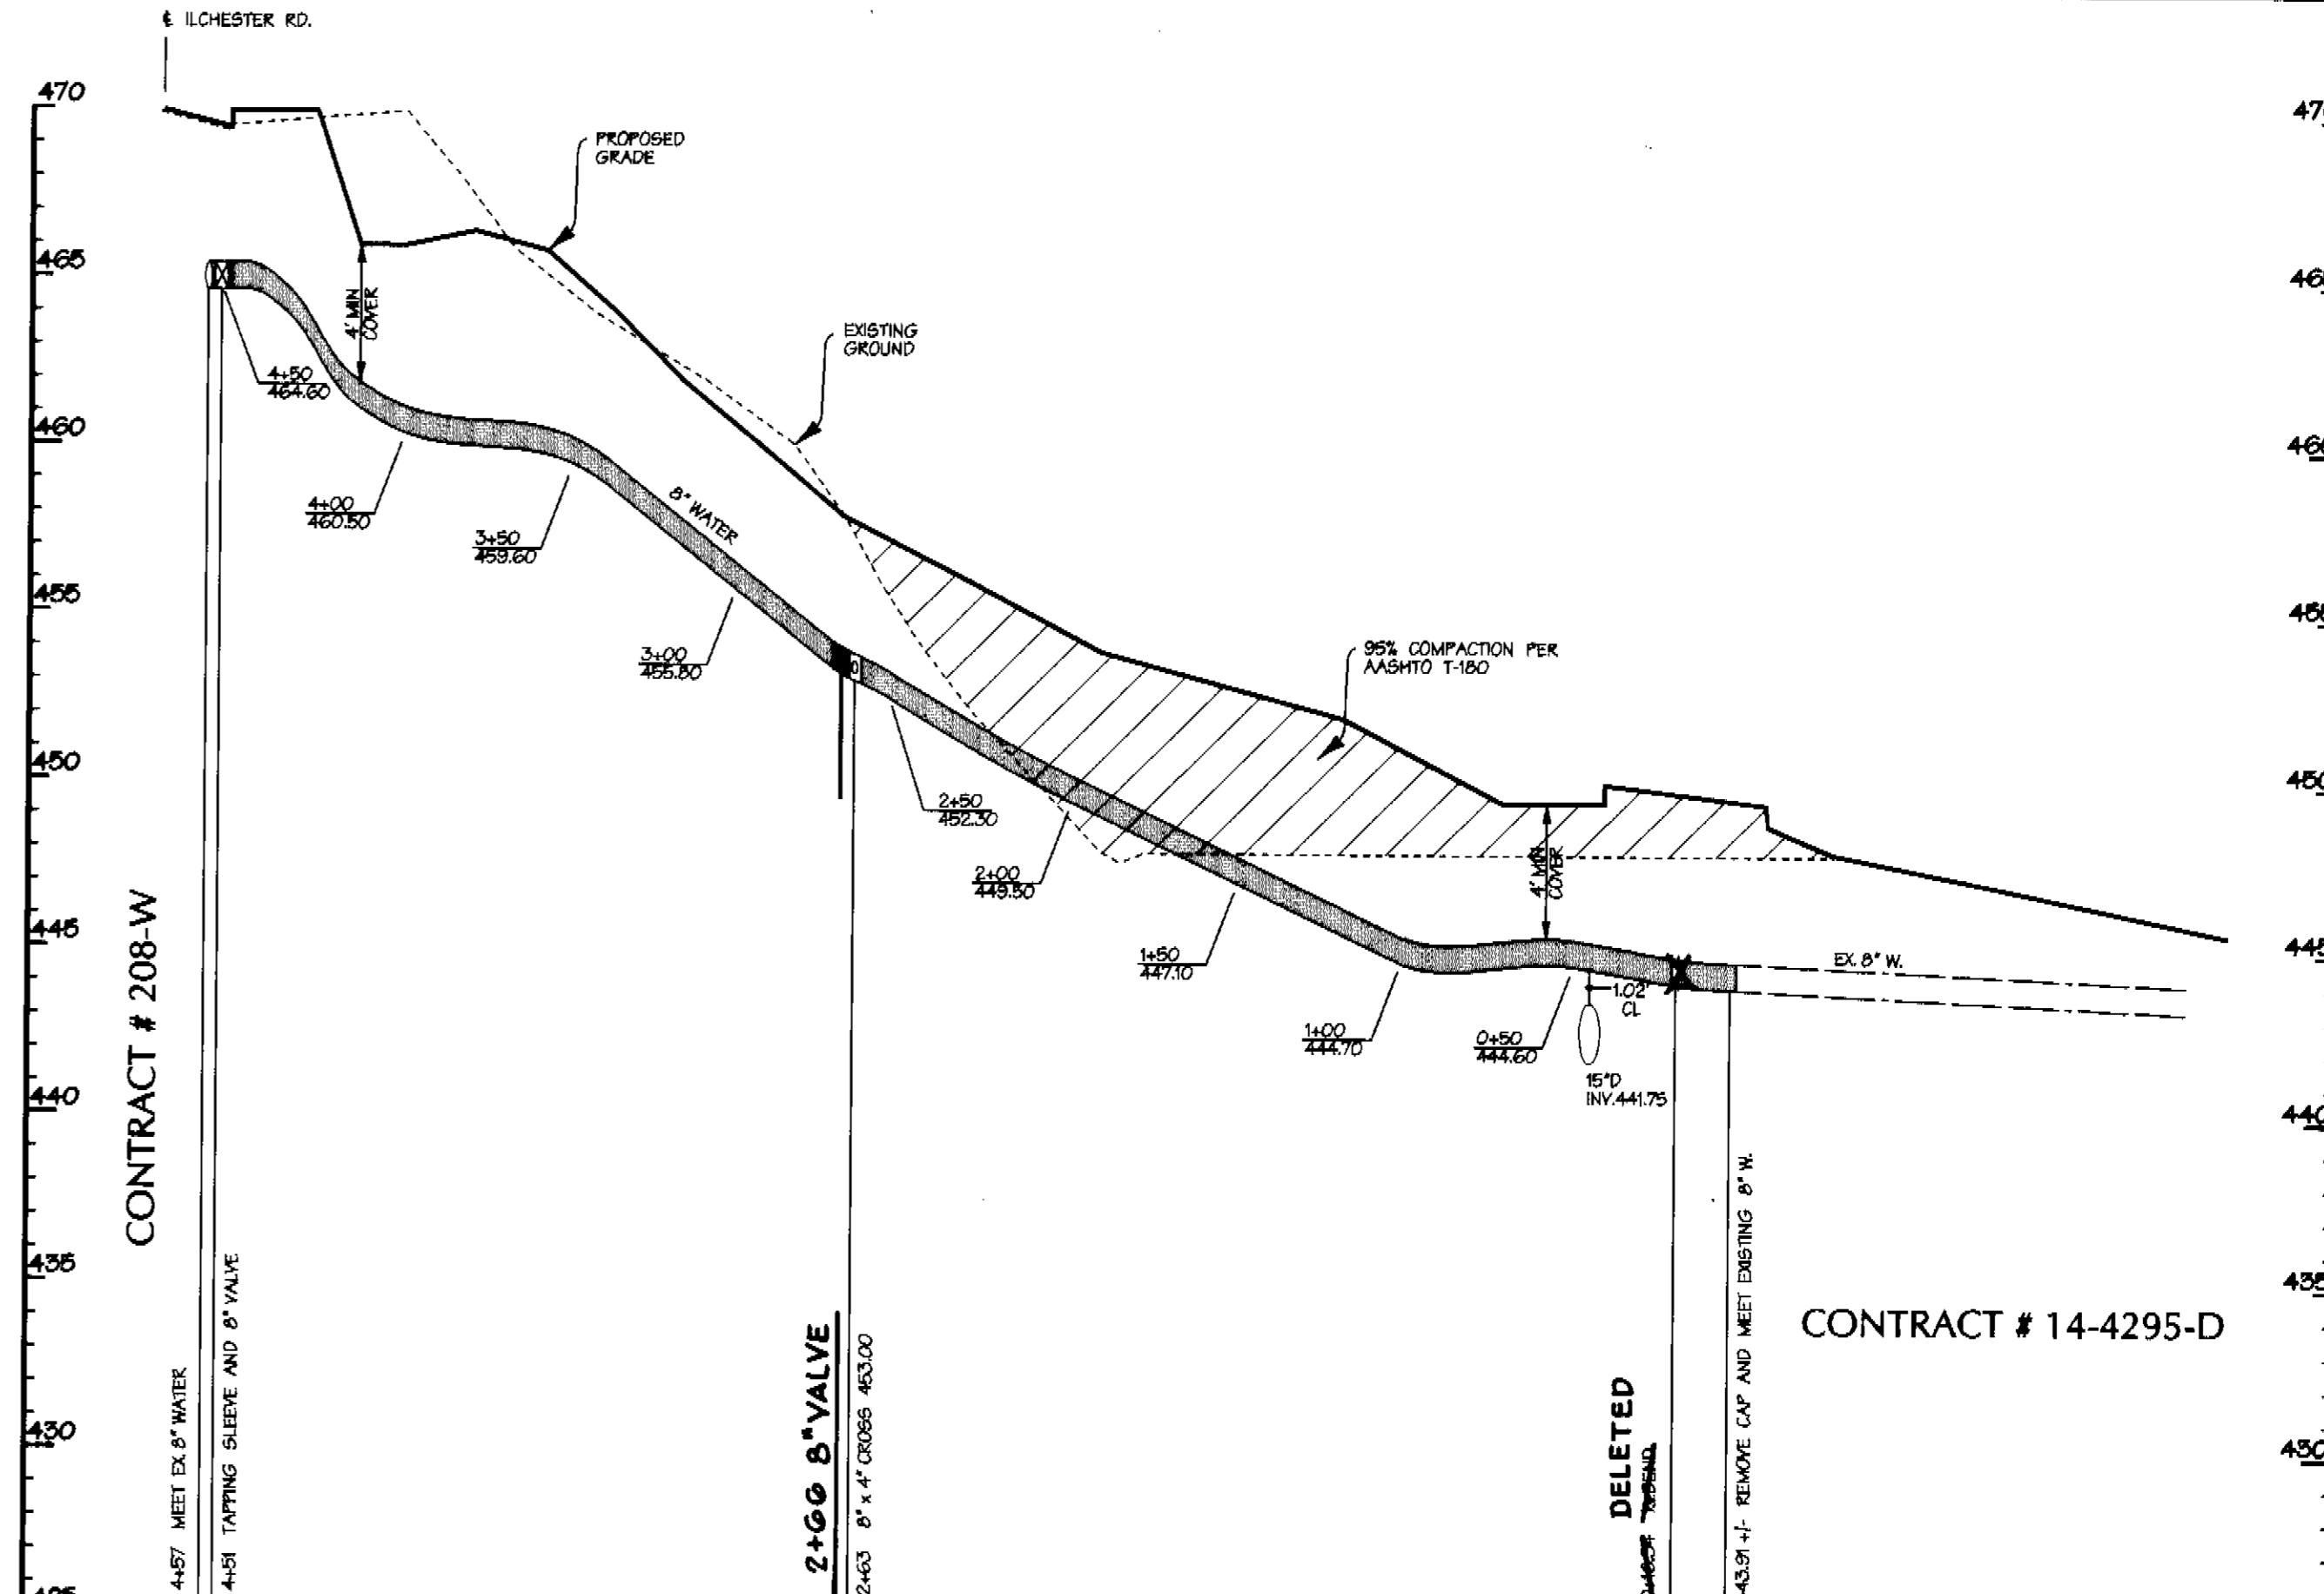 ℄ ILCHESTER RD.
470
465
460
455
450
445
440
435
430
PROPOSED
GRADE
EXISTING
GROUND
4' MIN
COVER
4+50
464.60
4+00
460.50
3+50
459.60
8" WATER
3+00
455.80
2+50
452.30
2+00
449.50
1+50
447.10
1+00
444.70
0+50
444.60
95% COMPACTION PER
AASHTO T-180
4' MIN
COVER
1.02'
CL
15"D
INV.441.75
EX. 8" W.
CONTRACT # 208-W
4+57 MEET EX. 8" WATER
4+51 TAPPING SLEEVE AND 8" VALVE
2+66 8" VALVE
2+63 8" x 4" CROSS 453.00
DELETED
43.91 +/- REMOVE CAP AND MEET EXISTING 8" W.
CONTRACT # 14-4295-D
450
440